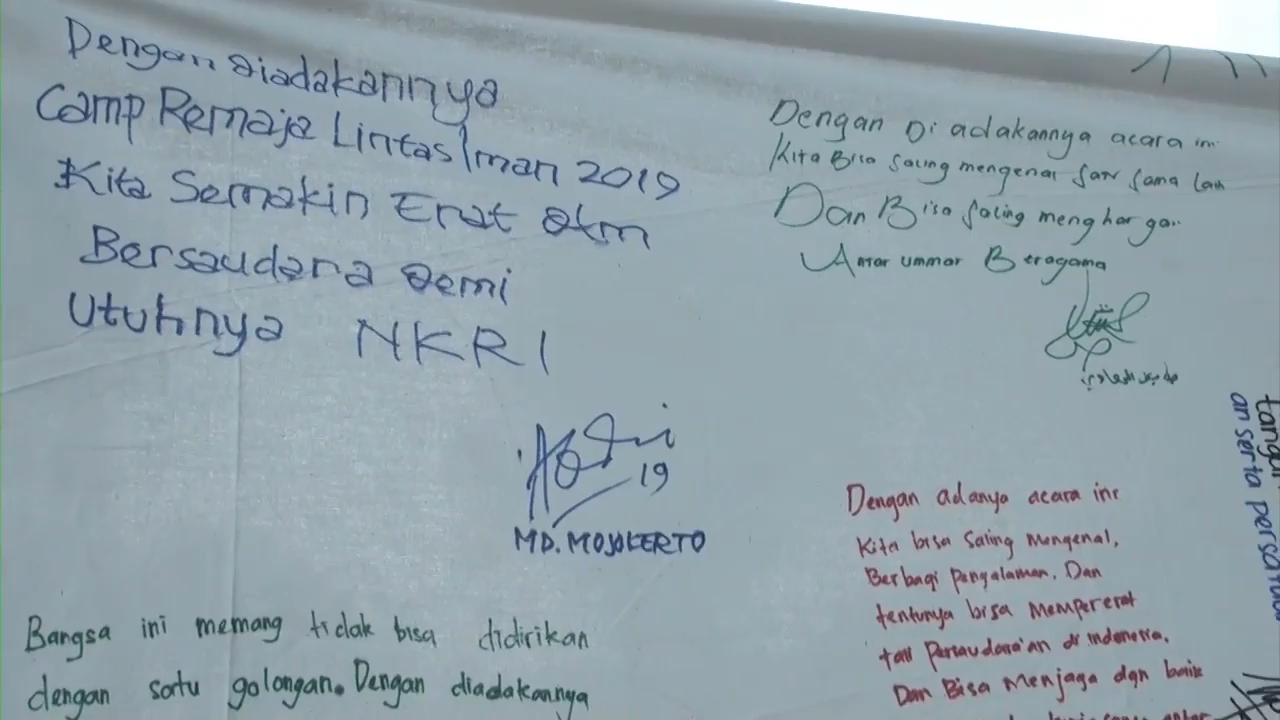 Dengan diadakannya
Camp Remaja Lintas Iman 2019
Kita Semakin Erat dlm
Bersaudara demi
Utuhnya NKRI
19
MD. MOJOKERTO
Dengan Di adakannya acara ini
Kita Bisa Saling mengenal satu sama lain
Dan Bisa Saling menghargai
Antar ummar Beragama
Dengan adanya acara ini
Kita bisa Saling Mengenal,
Berbagi pengalaman, Dan
tentunya bisa mempererat
tali Persaudara'an di indonesia.
Dan Bisa Menjaga dgn baik
Bangsa ini memang tidak bisa didirikan
dengan satu golongan. Dengan diadakannya
an serta persatua